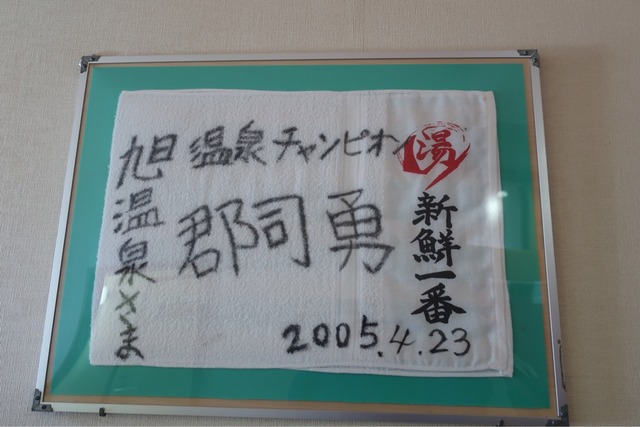 旭温泉さま
温泉チャンピオン
郡司勇
2005.4.23
湯
新鮮一番